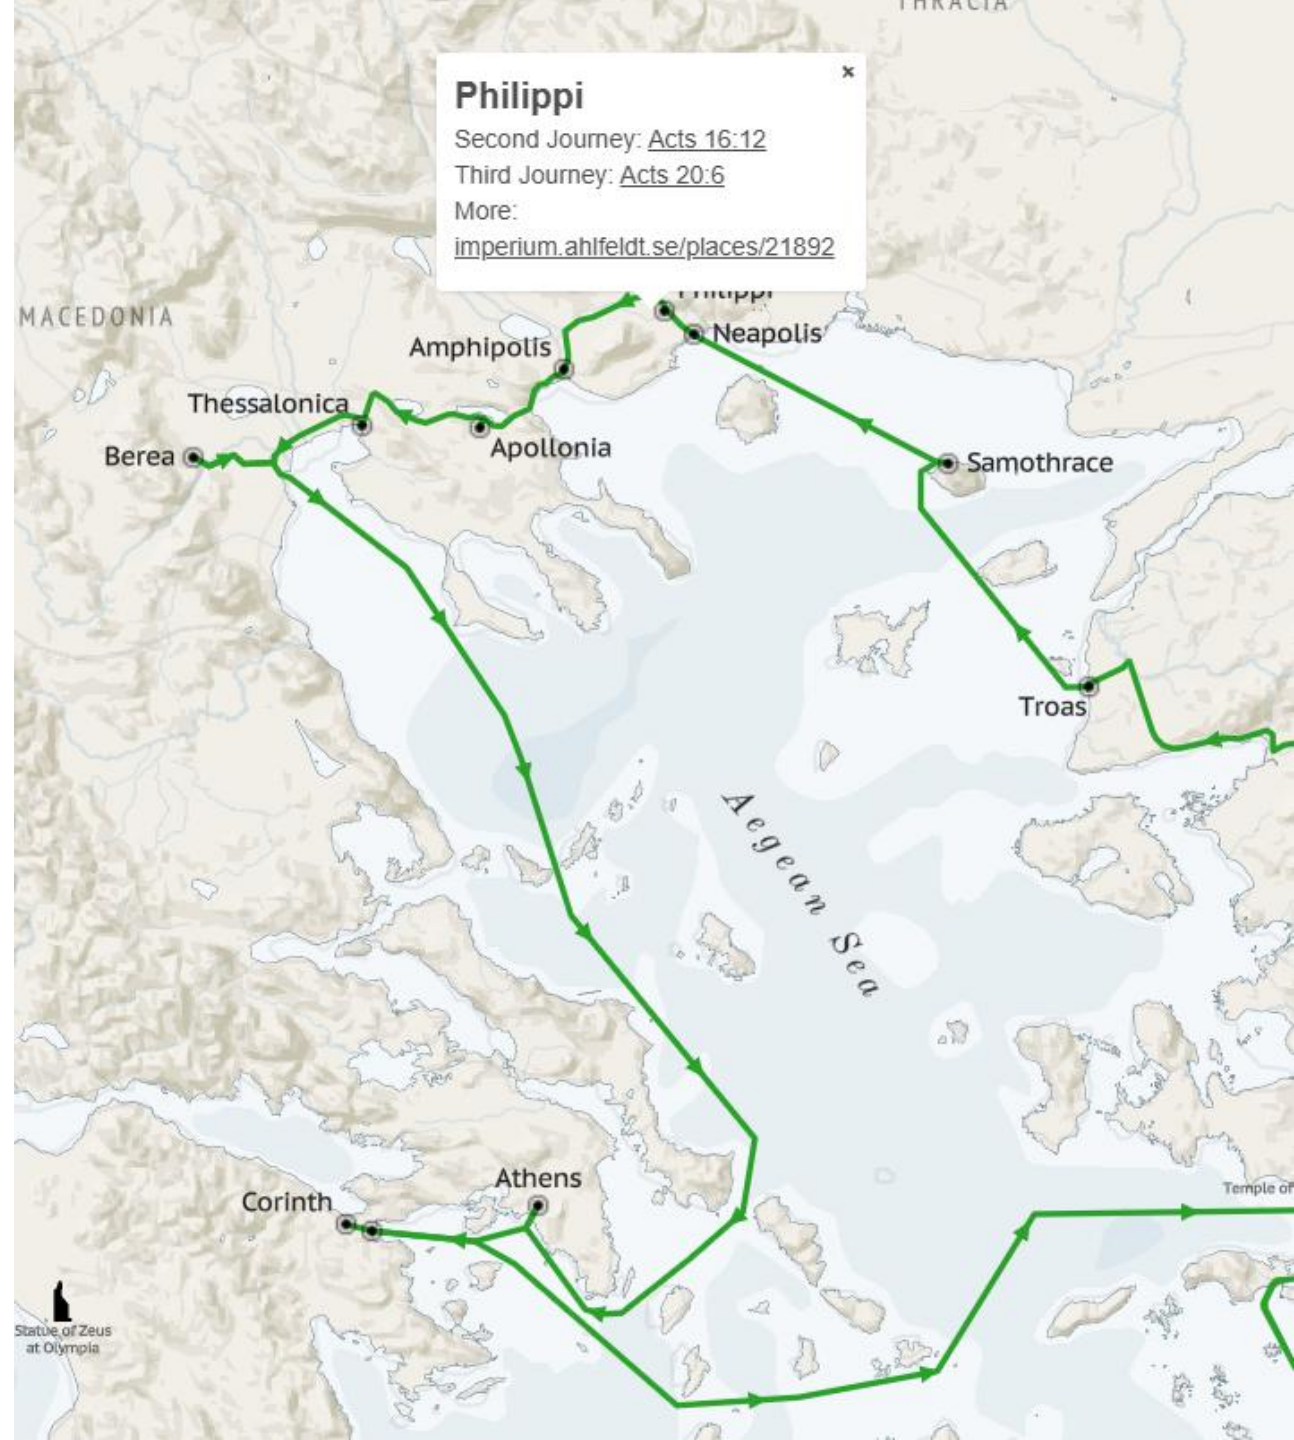 THRACIA
×
Philippi
Second Journey: Acts 16:12
Third Journey: Acts 20:6
More:
imperium.ahlfeldt.se/places/21892
Philippi
MACEDONIA
Neapolis
Amphipolis
Thessalonica
Apollonia
Berea
Samothrace
Troas
Aegean Sea
Athens
Corinth
Temple of
Statue of Zeus
at Olympia